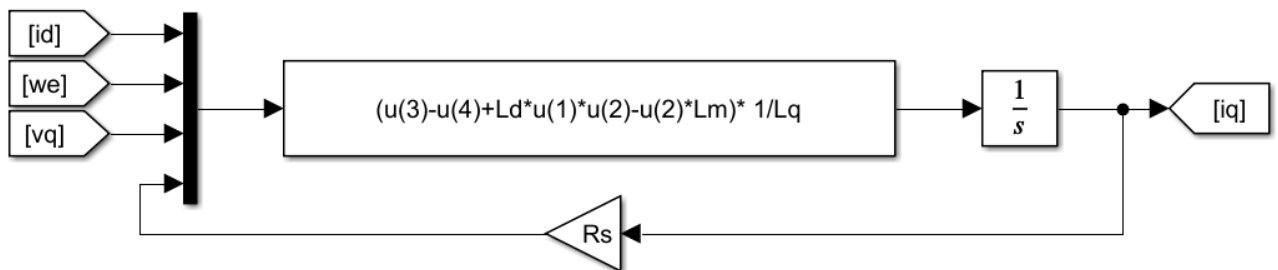 [id]
[we]
[vq]
(u(3)-u(4)+Ld*u(1)*u(2)-u(2)*Lm)* 1/Lq
1
s
[iq]
Rs